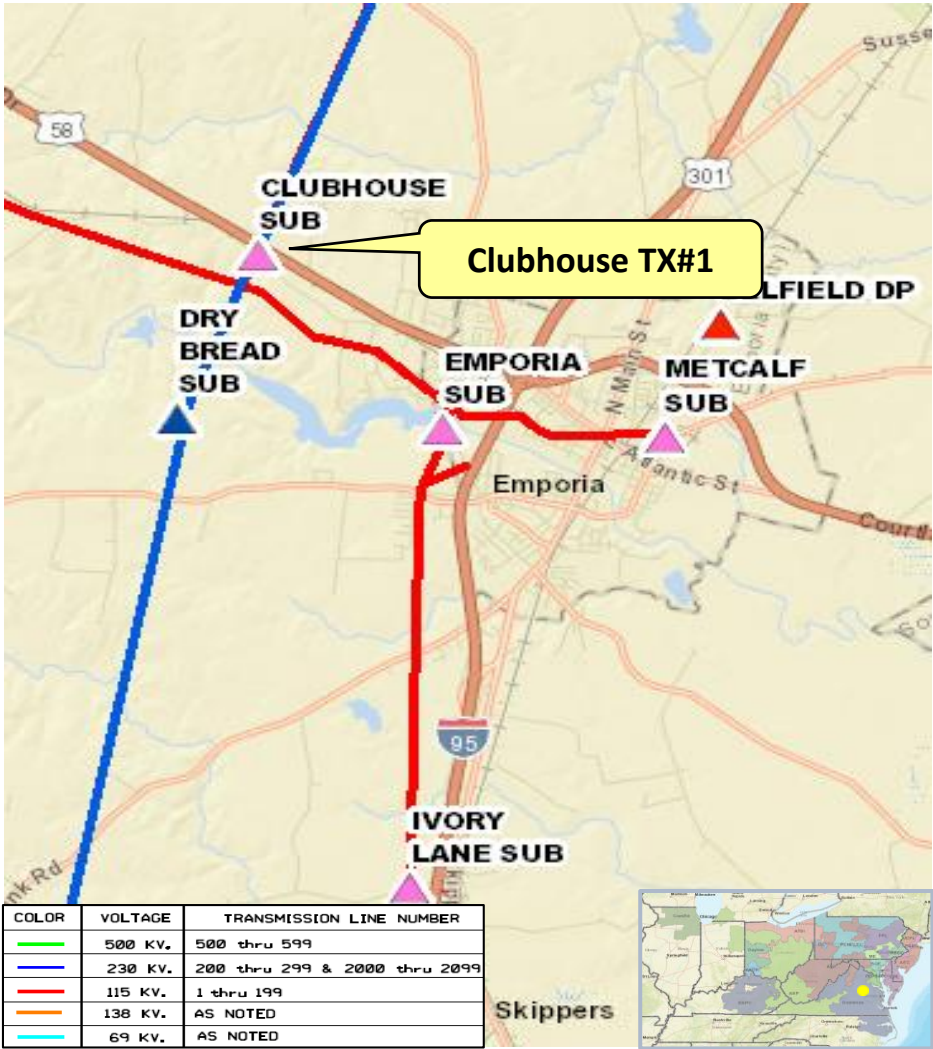 Susse
58
301
CLUBHOUSE
SUB
Clubhouse TX#1
LFIELD DP
DRY
BREAD
SUB
EMPORIA
SUB
N Main St
METCALF
SUB
Atlantic St
Emporia
Courtl
95
IVORY
LANE SUB
nk Rd
Skippers
COLOR VOLTAGE TRANSMISSION LINE NUMBER
500 KV. 500 thru 599
230 KV. 200 thru 299 & 2000 thru 2099
115 KV. 1 thru 199
138 KV. AS NOTED
69 KV. AS NOTED